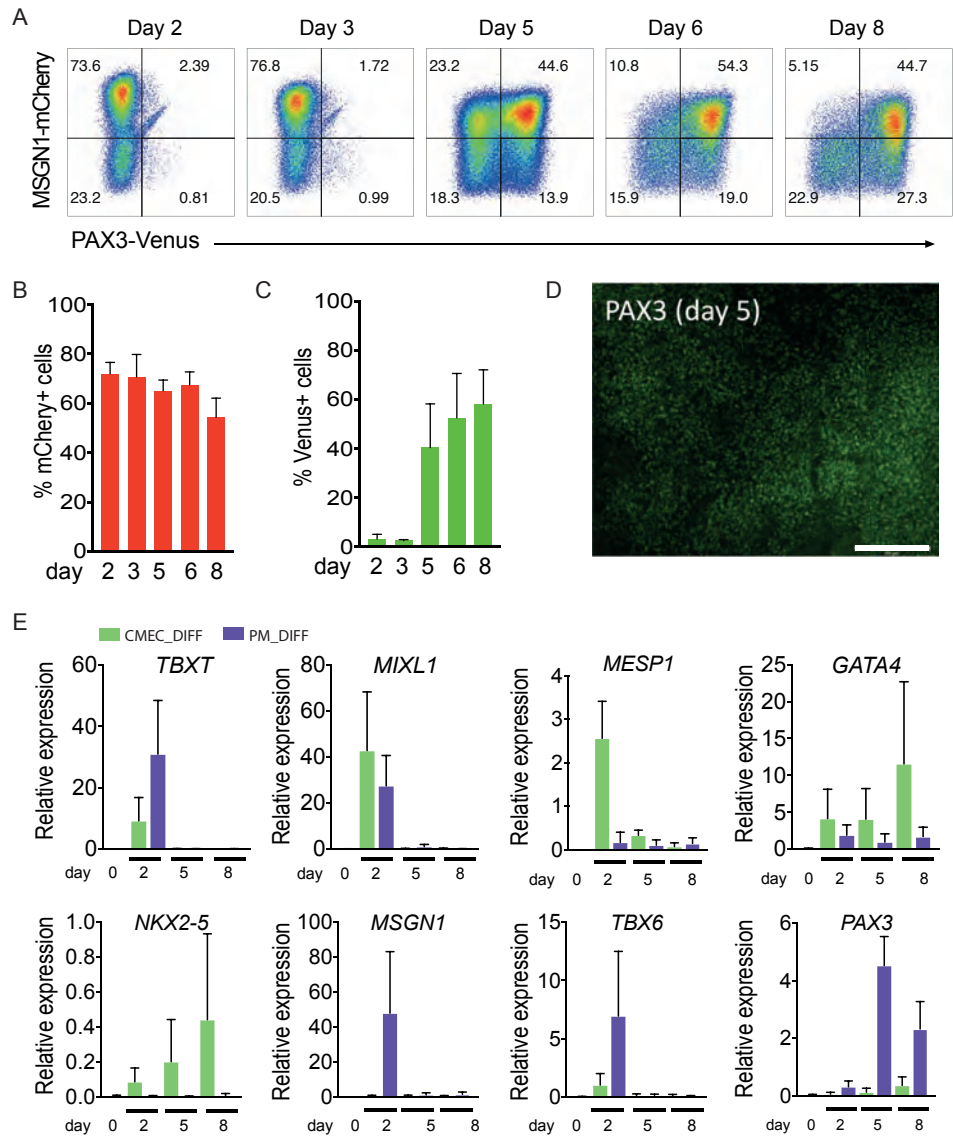 A
Day 2 Day 3 Day 5 Day 6 Day 8
MSGN1-mCherry
73.6 2.39 76.8 1.72 23.2 44.6 10.8 54.3 5.15 44.7
23.2 0.81 20.5 0.99 18.3 13.9 15.9 19.0 22.9 27.3
PAX3-Venus
B
% mCherry+ cells
100
80
60
40
20
0
day 2 3 5 6 8
C
% Venus+ cells
100
80
60
40
20
0
day 2 3 5 6 8
D
PAX3 (day 5)
E
CMEC_DIFF PM_DIFF
TBXT
Relative expression
60
40
20
0
day 0 2 5 8
MIXL1
Relative expression
80
60
40
20
0
0 2 5 8
MESP1
Relative expression
4
3
2
1
0
day 0 2 5 8
GATA4
Relative expression
25
20
15
10
5
0
day 0 2 5 8
NKX2-5
Relative expression
1.0
0.8
0.6
0.4
0.2
0.0
day 0 2 5 8
MSGN1
Relative expression
100
80
60
40
20
0
day 0 2 5 8
TBX6
Relative expression
15
10
5
0
day 0 2 5 8
PAX3
Relative expression
6
4
2
0
day 0 2 5 8